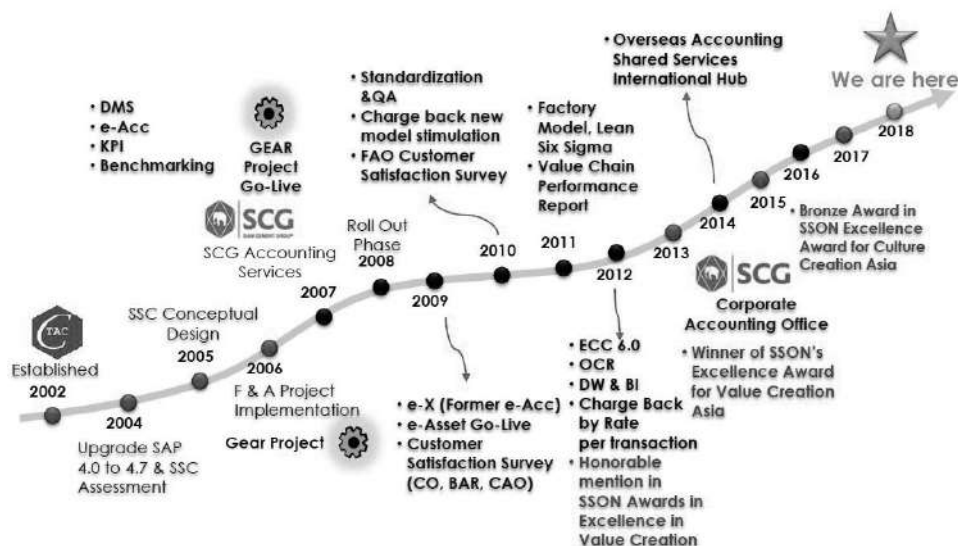 • Overseas Accounting
Shared Services
International Hub
We are here
• DMS
• e-Acc
• KPI
• Benchmarking
GEAR
Project
Go-Live
• Standardization
&QA
• Charge back new
model stimulation
• FAO Customer
Satisfaction Survey
• Factory
Model, Lean
Six Sigma
• Value Chain
Performance
Report
2018
2017
2016
2015
2014
2013
2012
2011
2010
2009
Roll Out
Phase
2008
SCG
SIAM CEMENT GROUP
SCG Accounting
Services
2007
• Bronze Award in
SSON Excellence
Award for Culture
Creation Asia
SCG
Corporate
Accounting Office
• Winner of SSON's
Excellence Award
for Value Creation
Asia
CTAC
Established
2002
SSC Conceptual
Design
2005
2006
F & A Project
Implementation
Gear Project
2004
Upgrade SAP
4.0 to 4.7 & SSC
Assessment
• e-X (Former e-Acc)
• e-Asset Go-Live
• Customer
Satisfaction Survey
(CO, BAR, CAO)
• ECC 6.0
• OCR
• DW & BI
• Charge Back
by Rate
per transaction
• Honorable
mention in
SSON Awards in
Excellence in
Value Creation